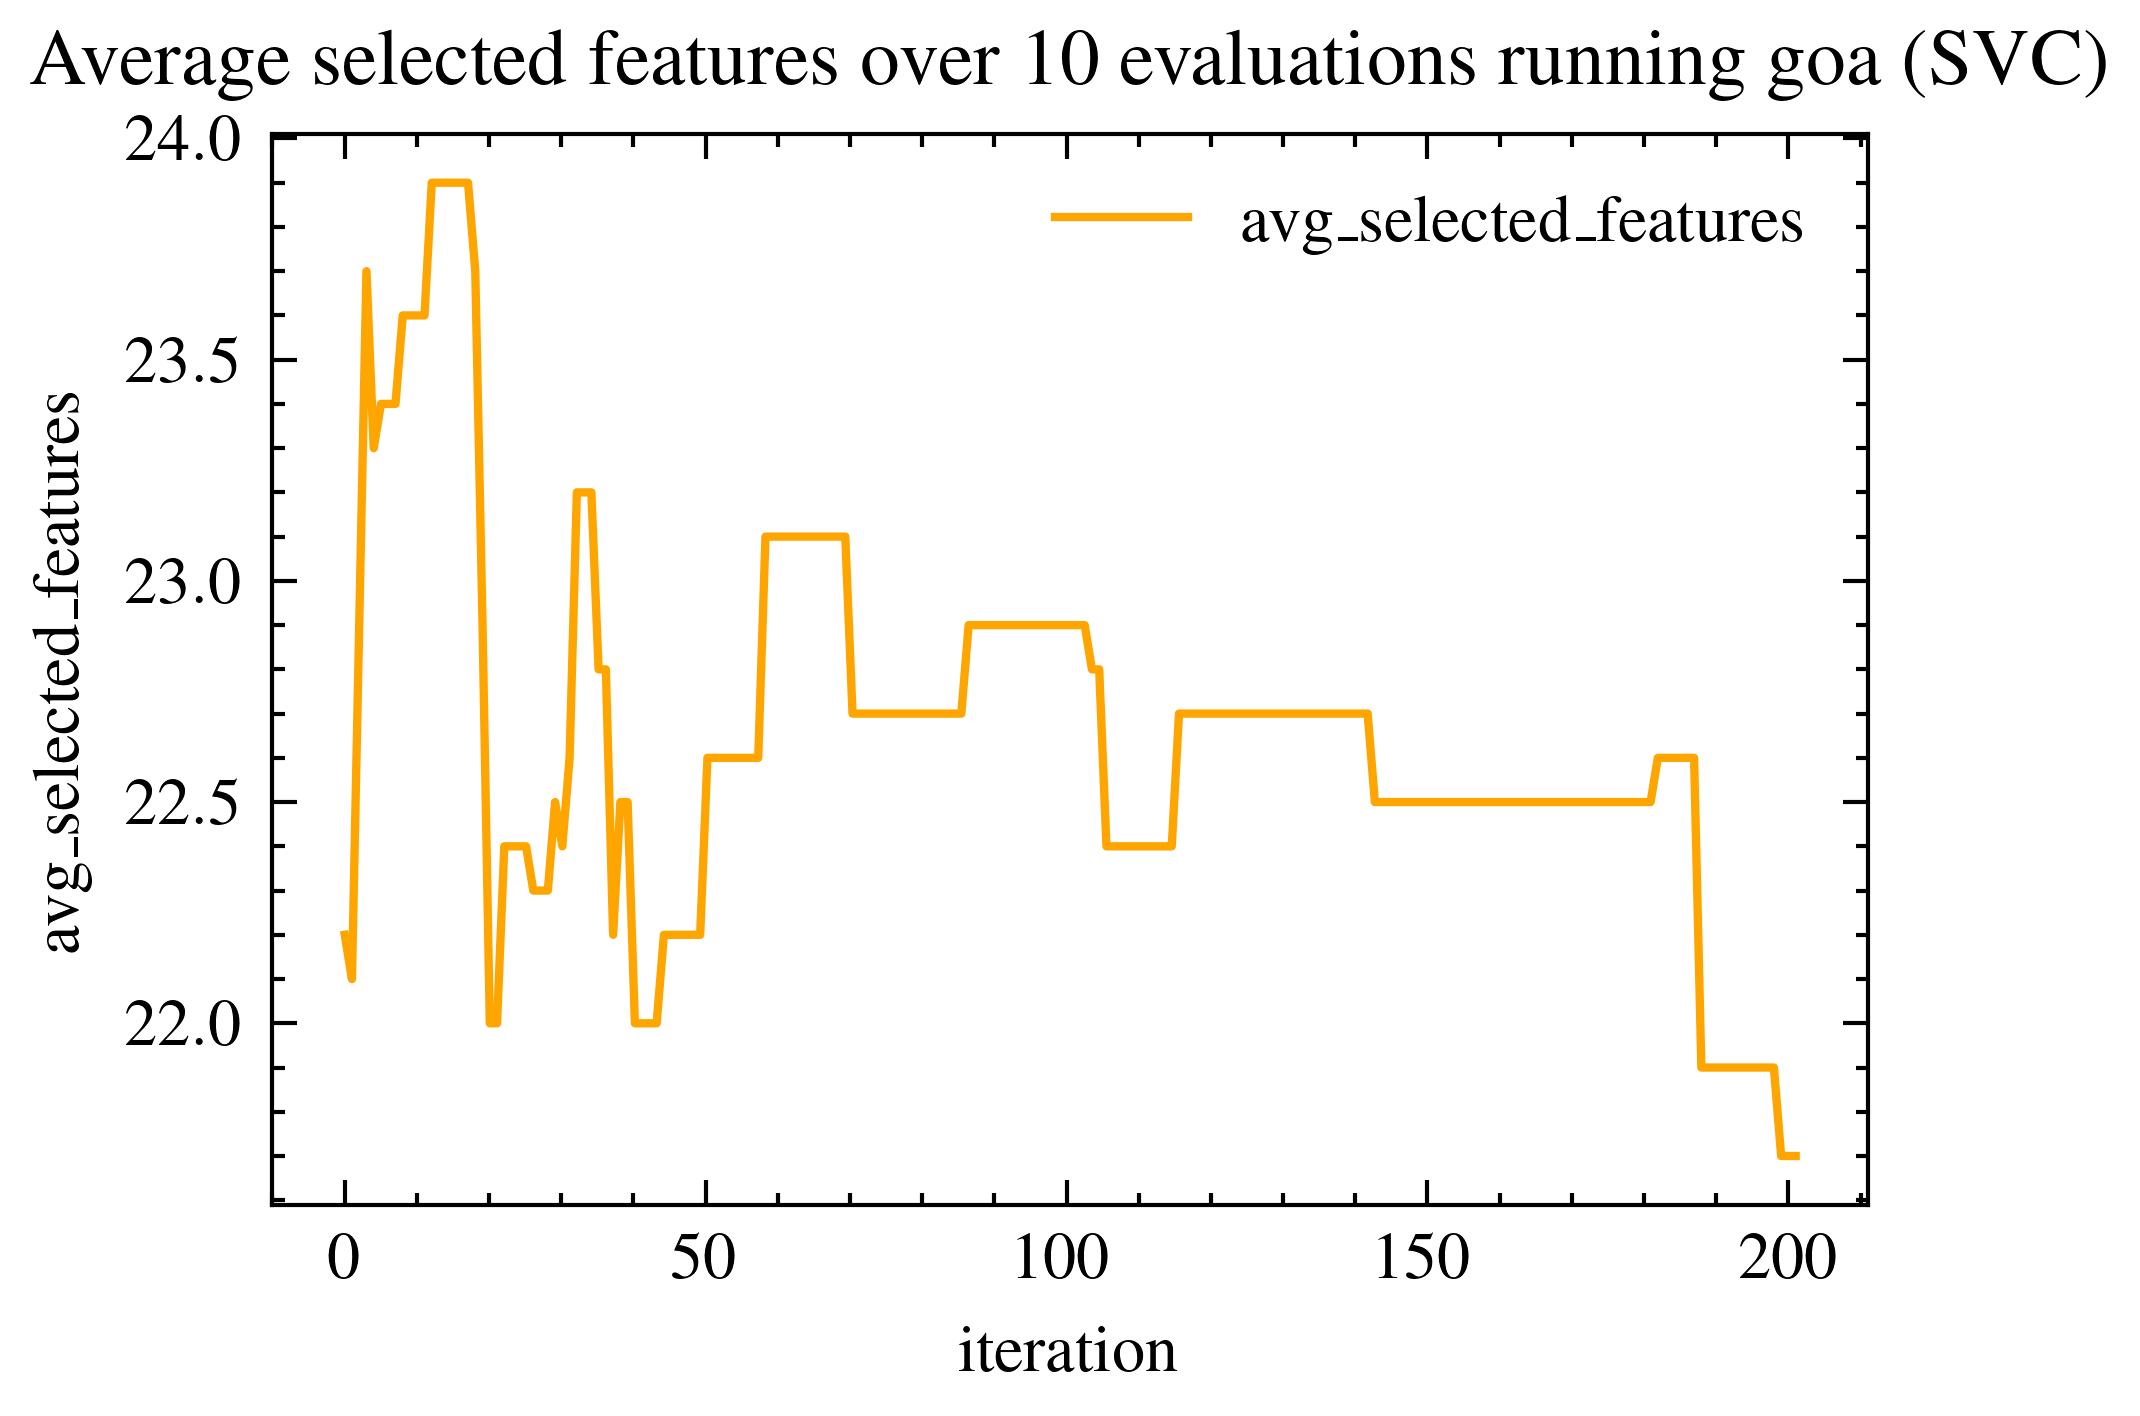 Average selected features over 10 evaluations running goa (SVC)
24.0
23.5
23.0
22.5
22.0
avg_selected_features
avg_selected_features
0 50 100 150 200
iteration